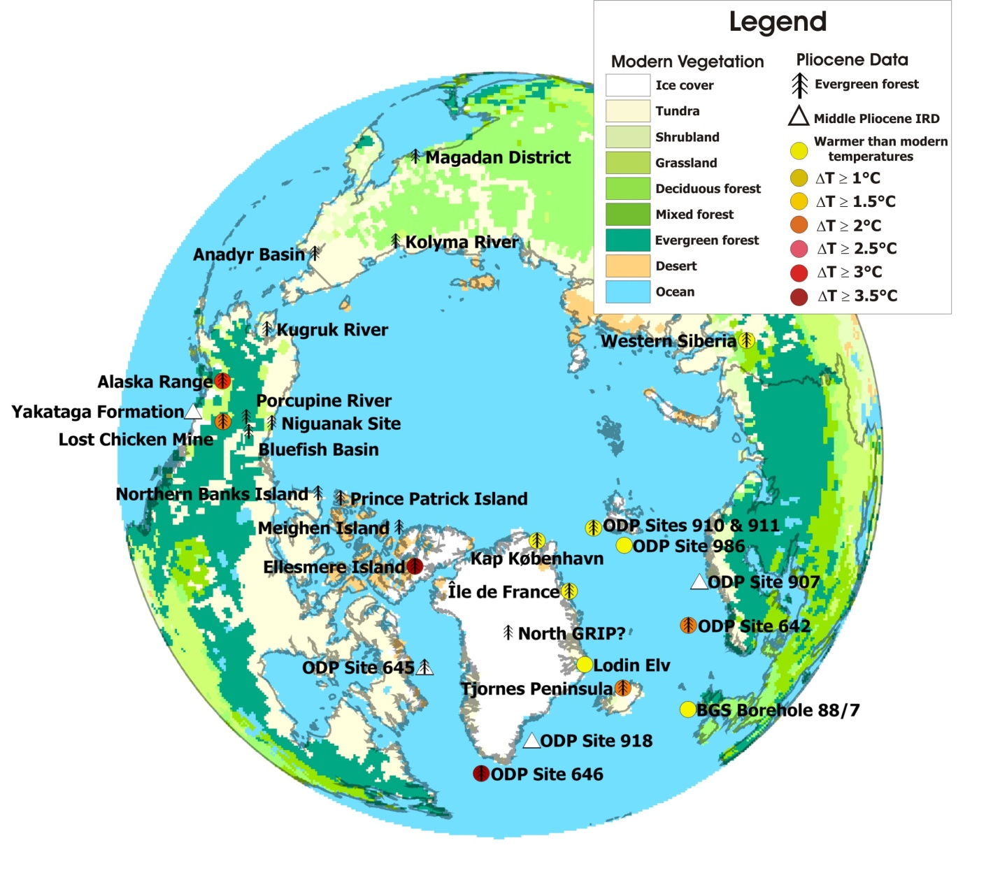 Legend
Modern Vegetation
Ice cover
Tundra
Shrubland
Grassland
Deciduous forest
Mixed forest
Evergreen forest
Desert
Ocean
Pliocene Data
Evergreen forest
Middle Pliocene IRD
Warmer than modern
temperatures
ΔT ≥ 1°C
ΔT ≥ 1.5°C
ΔT ≥ 2°C
ΔT ≥ 2.5°C
ΔT ≥ 3°C
ΔT ≥ 3.5°C
Magadan District
Kolyma River
Anadyr Basin
Kugruk River
Western Siberia
Alaska Range
Porcupine River
Yakataga Formation
Niguanak Site
Lost Chicken Mine
Bluefish Basin
Northern Banks Island
Prince Patrick Island
Meighen Island
ODP Sites 910 & 911
ODP Site 986
Kap København
Ellesmere Island
ODP Site 907
Île de France
ODP Site 642
North GRIP?
ODP Site 645
Lodin Elv
Tjornes Peninsula
BGS Borehole 88/7
ODP Site 918
ODP Site 646